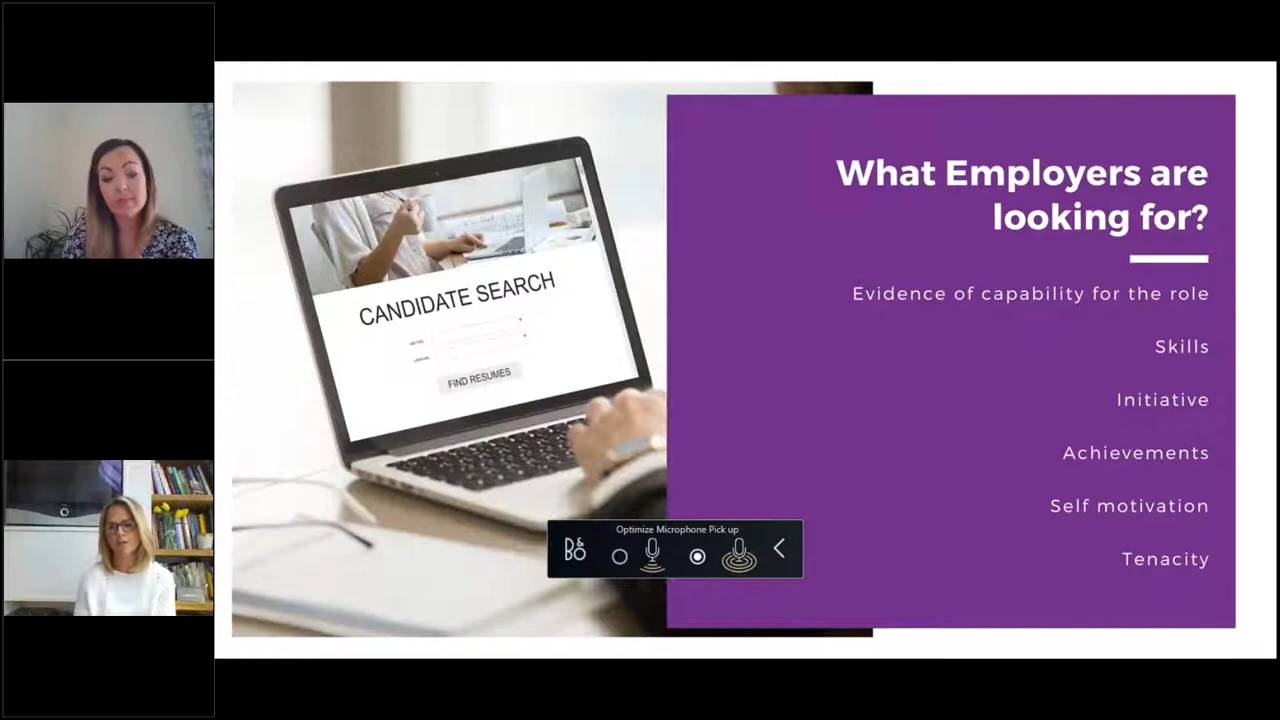 What Employers are
looking for?
Evidence of capability for the role
Skills
Initiative
Achievements
Self motivation
Tenacity
CANDIDATE SEARCH
FIND RESUMES
Optimize Microphone Pick up
B&O